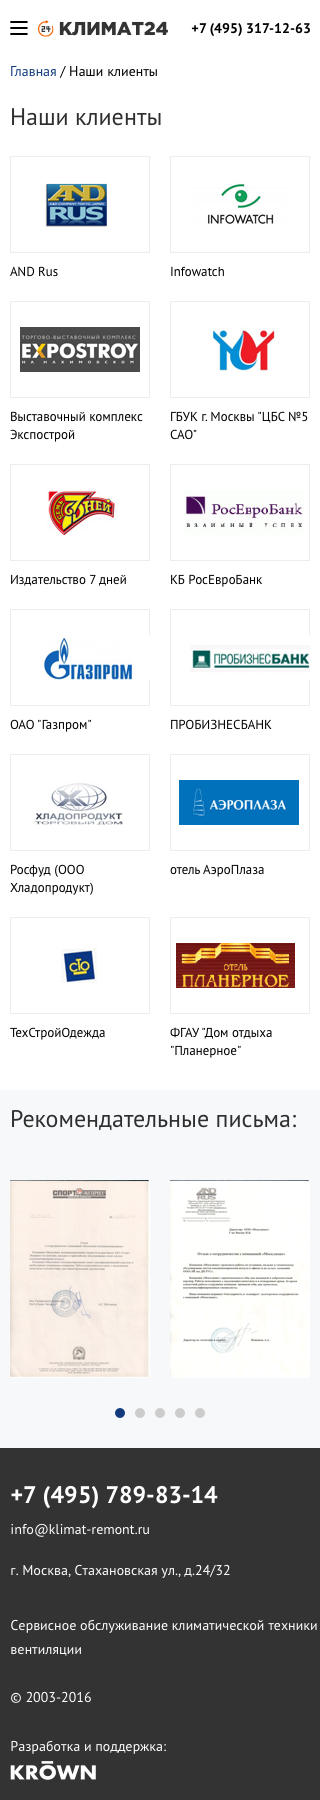 КЛИМАТ24 +7 (495) 317-12-63
Главная / Наши клиенты
Наши клиенты
AND RUS
INFOWATCH
AND Rus
Infowatch
ТОРГОВО-ВЫСТАВОЧНЫЙ КОМПЛЕКС
EXPOSTROY
НА НАХИМОВСКОМ
Выставочный комплекс Экспострой
ГБУК г. Москвы "ЦБС №5 САО"
7 ДНЕЙ
РосЕвроБанк
ВЗАИМНЫЙ УСПЕХ
Издательство 7 дней
КБ РосЕвроБанк
ГАЗПРОМ
ПРОБИЗНЕСБАНК
ОАО "Газпром"
ПРОБИЗНЕСБАНК
ХЛАДОПРОДУКТ
ТОРГОВЫЙ ДОМ
АЭРОПЛАЗА
Росфуд (ООО Хладопродукт)
отель АэроПлаза
ОТЕЛЬ
ПЛАНЕРНОЕ
ТехСтройОдежда
ФГАУ "Дом отдыха "Планерное"
Рекомендательные письма:
+7 (495) 789-83-14
info@klimat-remont.ru
г. Москва, Стахановская ул., д.24/32
Сервисное обслуживание климатической техники
вентиляции
© 2003-2016
Разработка и поддержка:
KRŌWN